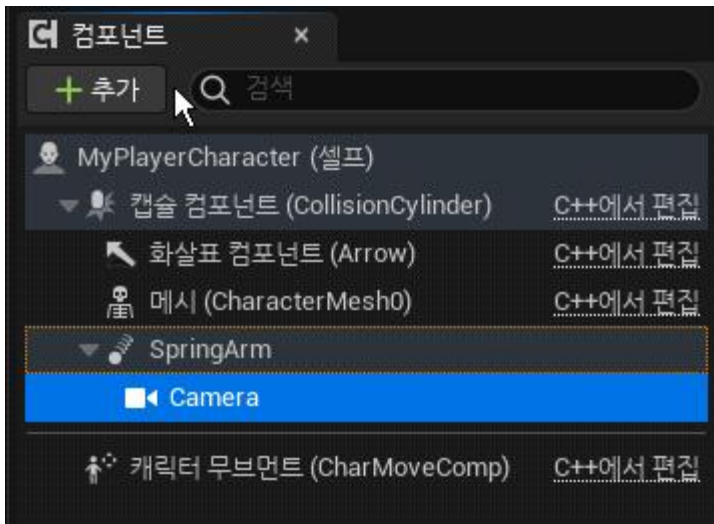 컴포넌트 ×
+ 추가 검색
MyPlayerCharacter (셀프)
캡슐 컴포넌트 (CollisionCylinder) C++에서 편집
화살표 컴포넌트 (Arrow) C++에서 편집
메시 (CharacterMesh0) C++에서 편집
SpringArm
Camera
캐릭터 무브먼트 (CharMoveComp) C++에서 편집